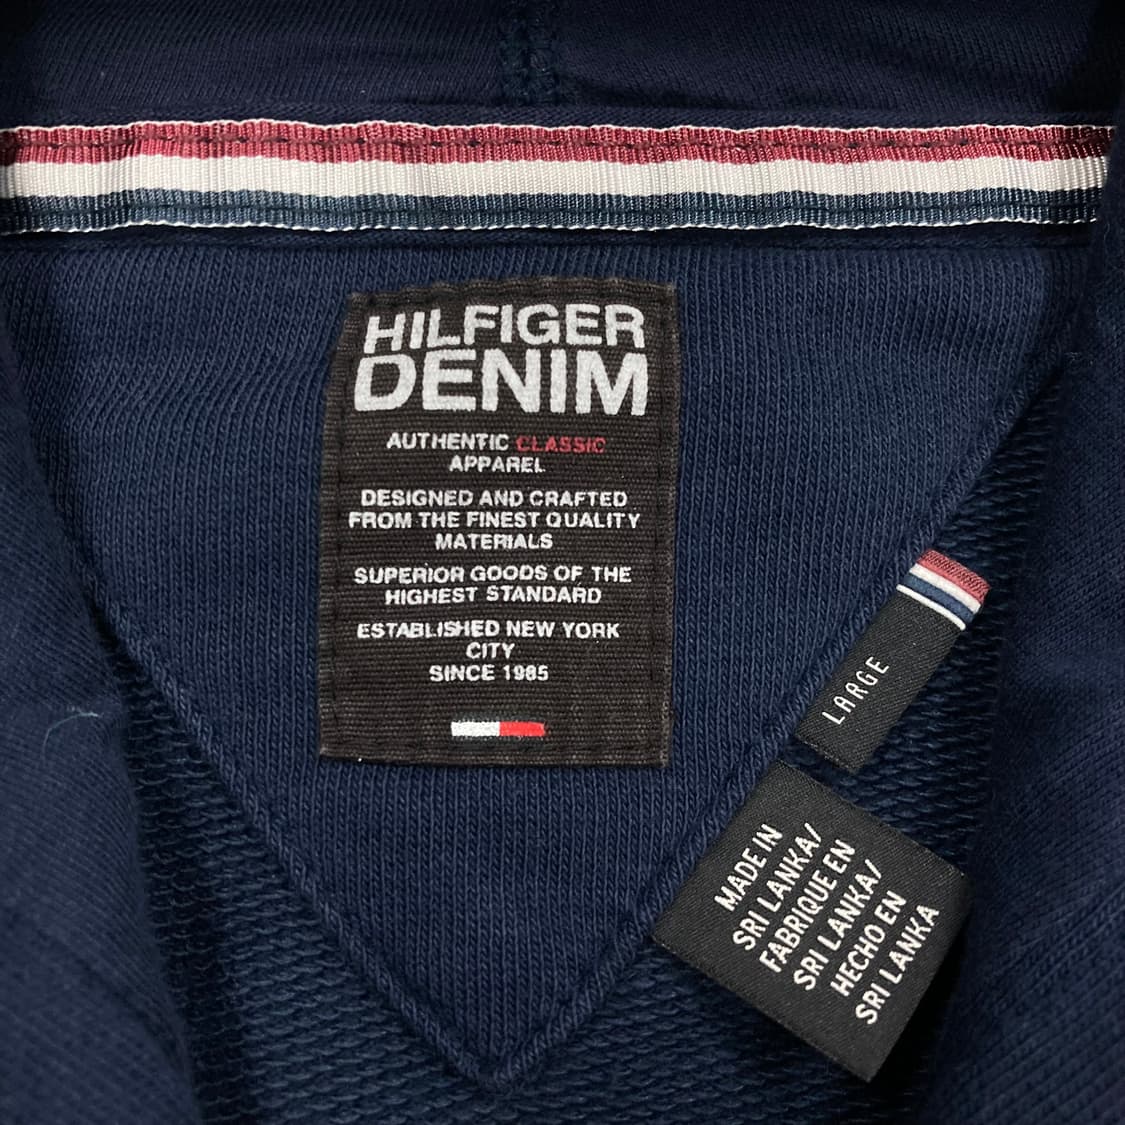 HILFIGER
DENIM
AUTHENTIC CLASSIC
APPAREL
DESIGNED AND CRAFTED
FROM THE FINEST QUALITY
MATERIALS
SUPERIOR GOODS OF THE
HIGHEST STANDARD
ESTABLISHED NEW YORK
CITY
SINCE 1985
LARGE
MADE IN
SRI LANKA/
FABRIQUE EN
SRI LANKA/
HECHO EN
SRI LANKA